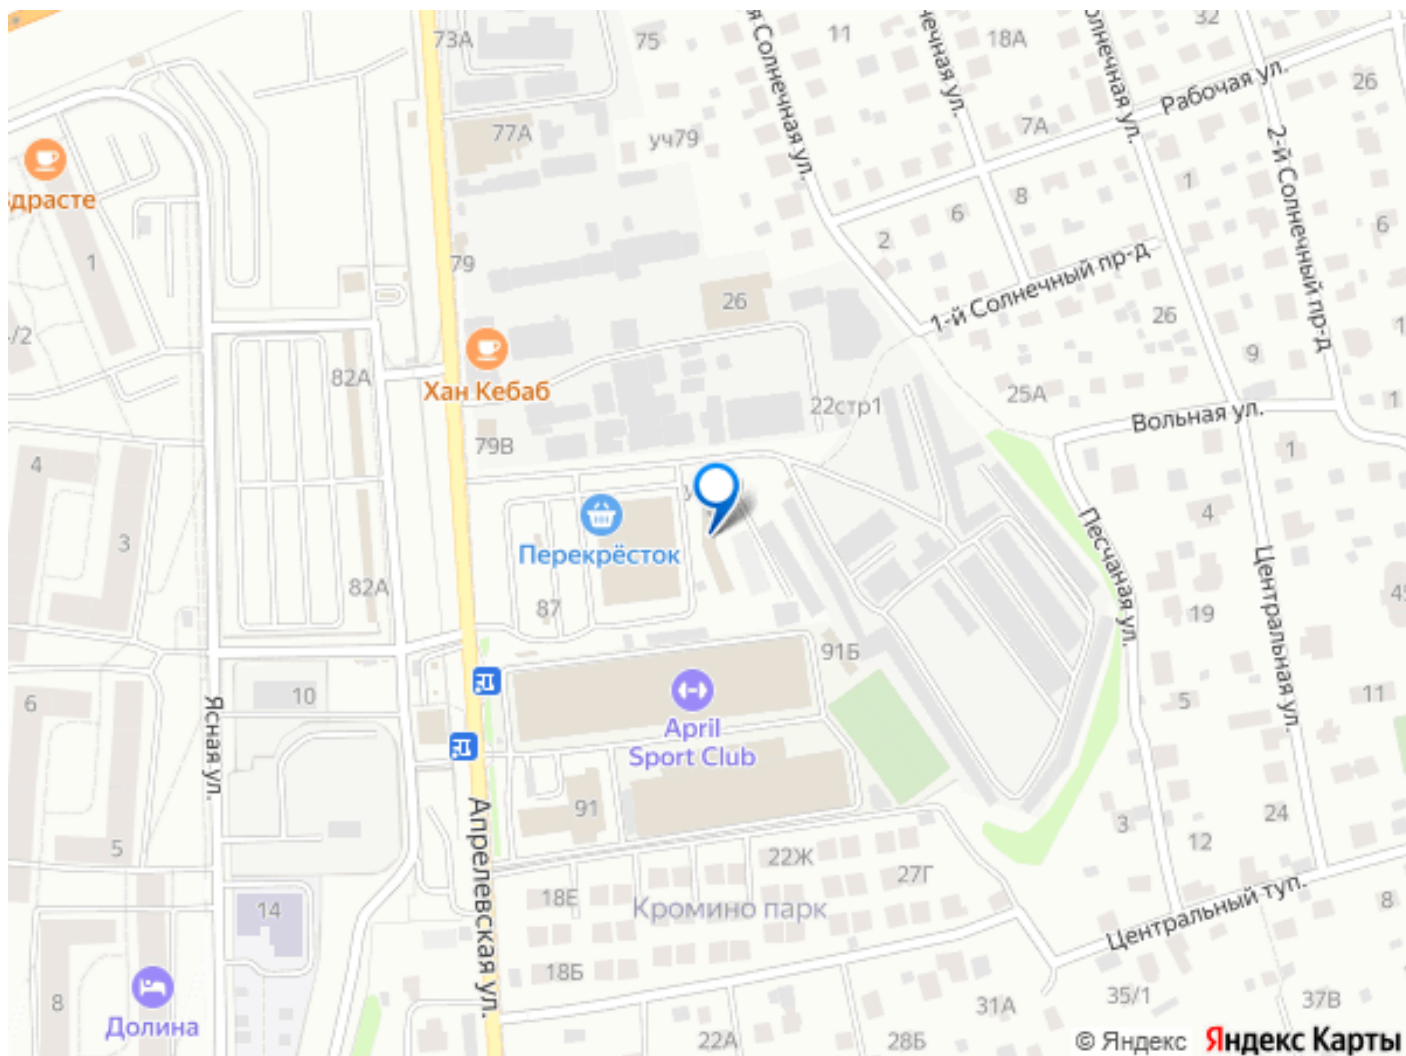 73А
75
11
18А
32
26
Рабочая ул.
77А
уч79
7А
2-й Солнечный пр-д
1
8
6
6
2
здрасте
1
79
26
1-й Солнечный пр-д
26
9
82А
Хан Кебаб
22стр1
25А
1
Вольная ул.
79В
4
1
3
Перекрёсток
4
Песчаная ул.
Центральная ул.
82А
87
19
91Б
6
10
Ясная ул.
April
Sport Club
5
11
Апрелевская ул.
91
5
3
12
24
22Ж
27Г
18Е
Кромино парк
14
8
Центральный туп.
18Б
8
Долина
31А
35/1
37В
22А
28Б
© Яндекс Яндекс Карты